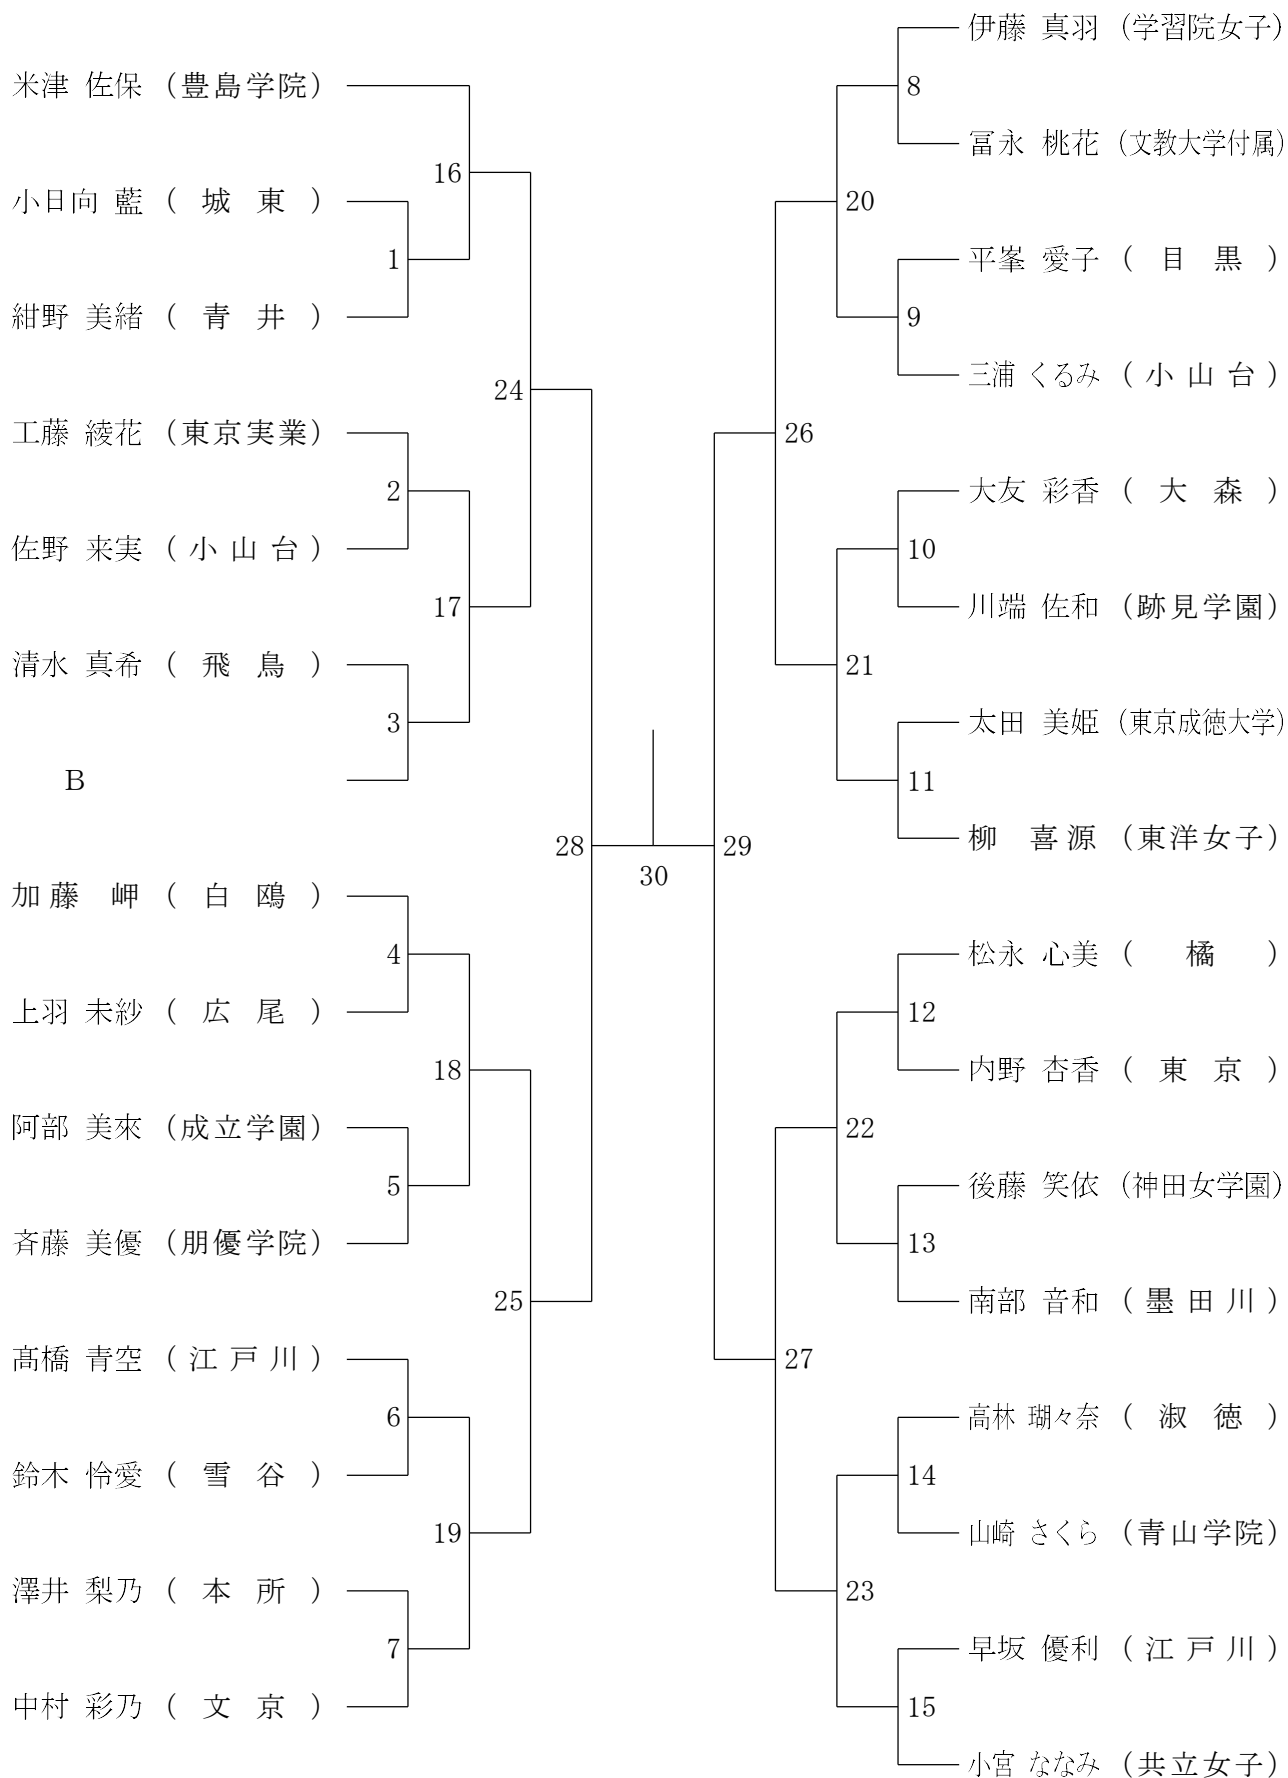 米津 佐保 (豊島学院)
16
小日向 藍 (城東)
1
紺野 美緒 (青井)
24
工藤 綾花 (東京実業)
2
佐野 来実 (小山台)
17
清水 真希 (飛鳥)
3
B
28
加藤 岬 (白鴎)
4
上羽 未紗 (広尾)
18
阿部 美來 (成立学園)
5
斉藤 美優 (朋優学院)
25
髙橋 青空 (江戸川)
6
鈴木 怜愛 (雪谷)
19
澤井 梨乃 (本所)
7
中村 彩乃 (文京)
30
伊藤 真羽 (学習院女子)
8
冨永 桃花 (文教大学付属)
20
平峯 愛子 (目黒)
9
三浦 くるみ (小山台)
26
大友 彩香 (大森)
10
川端 佐和 (跡見学園)
21
太田 美姫 (東京成徳大学)
11
柳 喜源 (東洋女子)
29
松永 心美 (橘)
12
内野 杏香 (東京)
22
後藤 笑依 (神田女学園)
13
南部 音和 (墨田川)
27
高林 瑚々奈 (淑徳)
14
山崎 さくら (青山学院)
23
早坂 優利 (江戸川)
15
小宮 ななみ (共立女子)